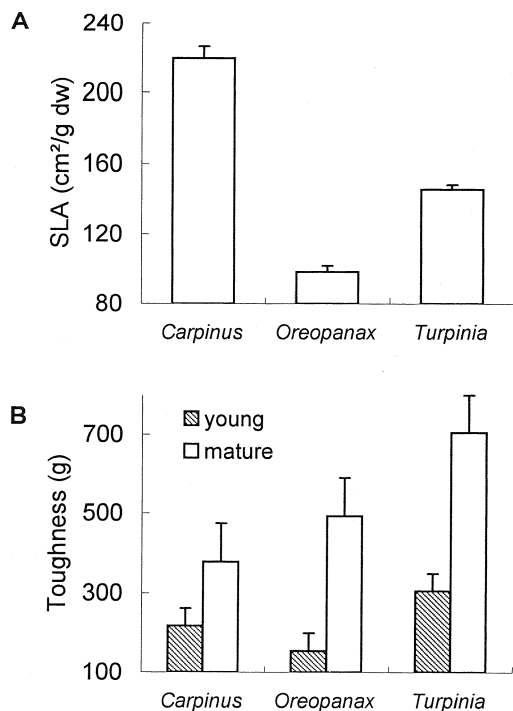 A
SLA (cm²/g dw)
240
200
160
120
80
Carpinus Oreopanax Turpinia
B
Toughness (g)
young
mature
700
500
300
100
Carpinus Oreopanax Turpinia